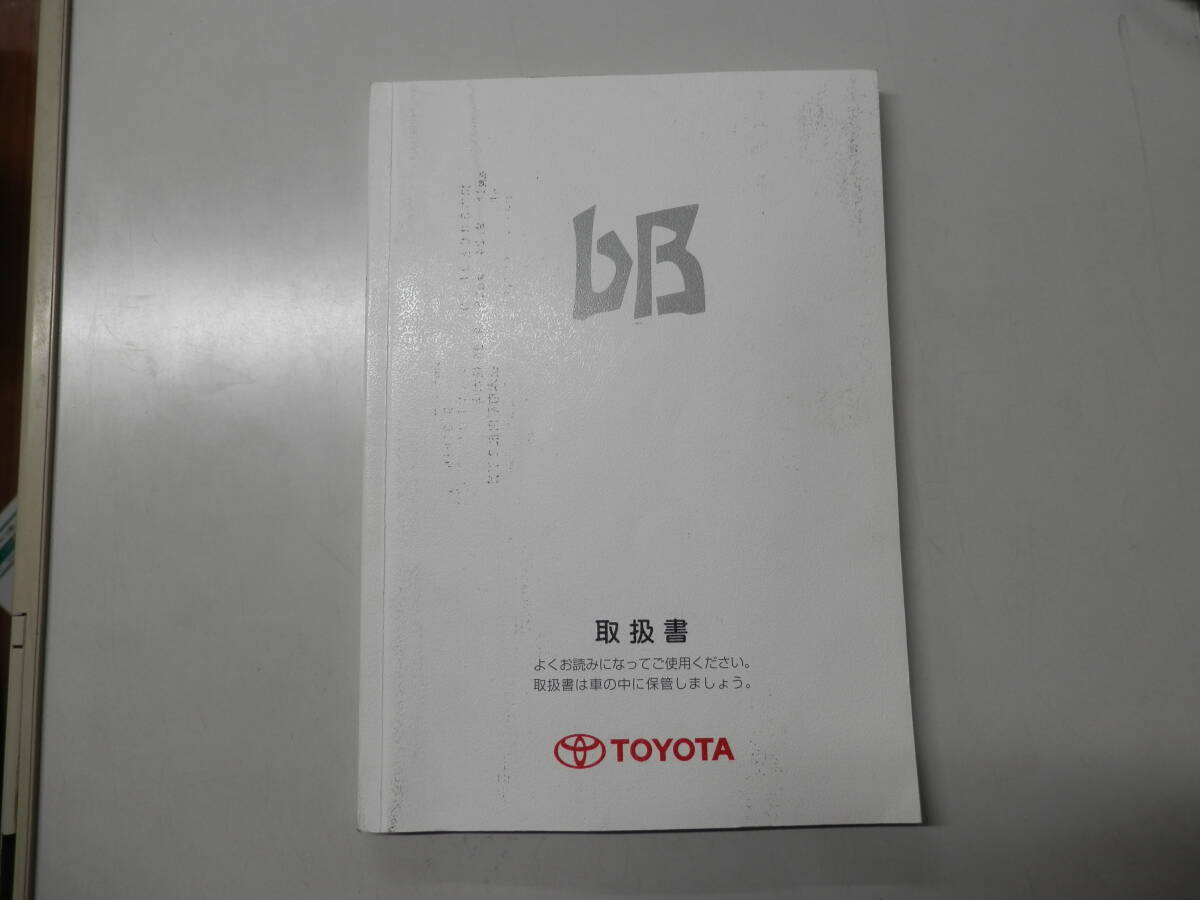 bB
取扱書
よくお読みになってご使用ください。
取扱書は車の中に保管しましょう。
TOYOTA